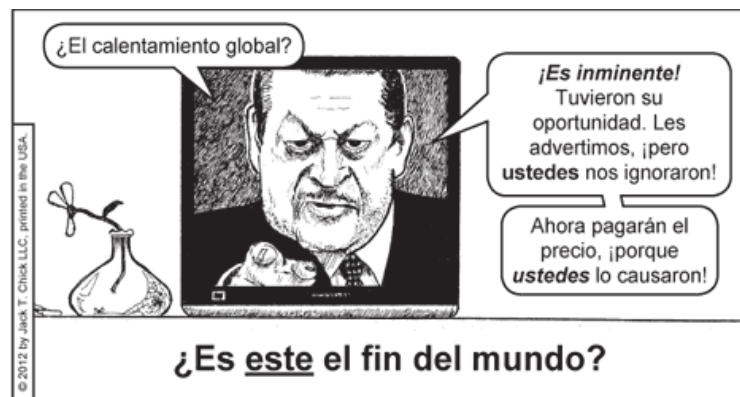 ¿El calentamiento global?
¡Es inminente!
Tuvieron su
oportunidad. Les
advertimos, ¡pero
ustedes nos ignoraron!
Ahora pagarán el
precio, ¡porque
ustedes lo causaron!
© 2012 by Jack T. Chick LLC, printed in the USA.
¿Es este el fin del mundo?